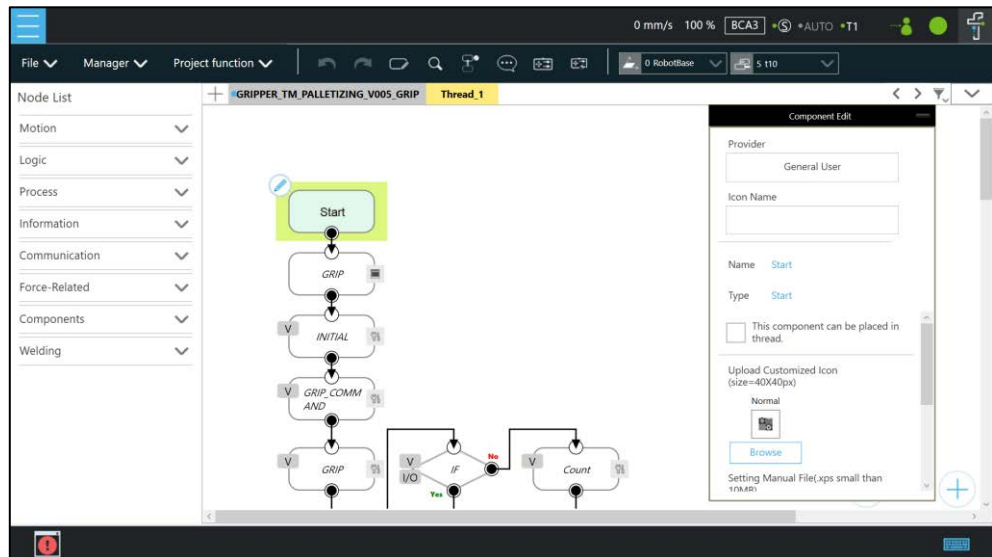 0 mm/s 100 % BCA3 S AUTO T1
File Manager Project function 0 RobotBase 5 t10
Node List
GRIPPER_TM_PALLETIZING_V005_GRIP Thread_1
Motion
Logic
Process
Information
Communication
Force-Related
Components
Welding
Start
GRIP
V
INITIAL
V
GRIP_COMM
AND
V
GRIP
V
I/O
IF
No
Yes
V
Count
Component Edit
Provider
General User
Icon Name
Name Start
Type Start
This component can be placed in
thread.
Upload Customized Icon
(size=40X40px)
Normal
Browse
Setting Manual File(.xps small than
10MB)